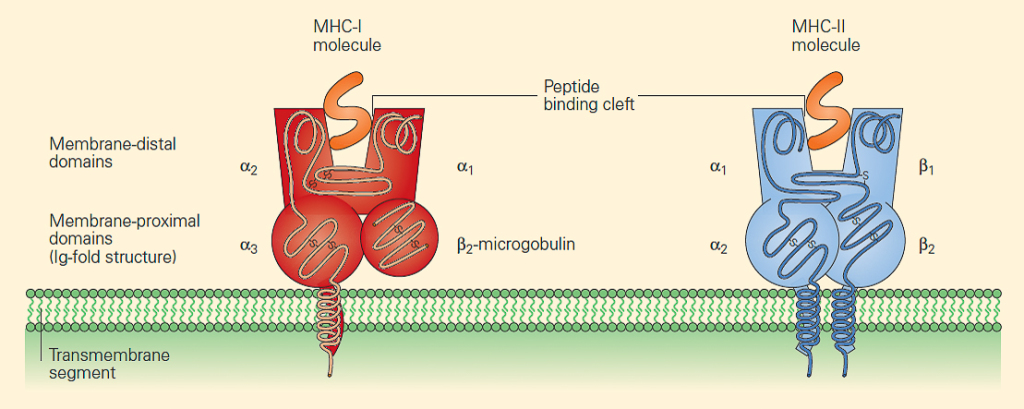 MHC-I
molecule
MHC-II
molecule
Peptide
binding cleft
Membrane-distal
domains
α2
α1
α1
β1
Membrane-proximal
domains
(Ig-fold structure)
α3
β2-microgobulin
α2
β2
S
S
S
S
S
S
S
S
S
S
S
Transmembrane
segment